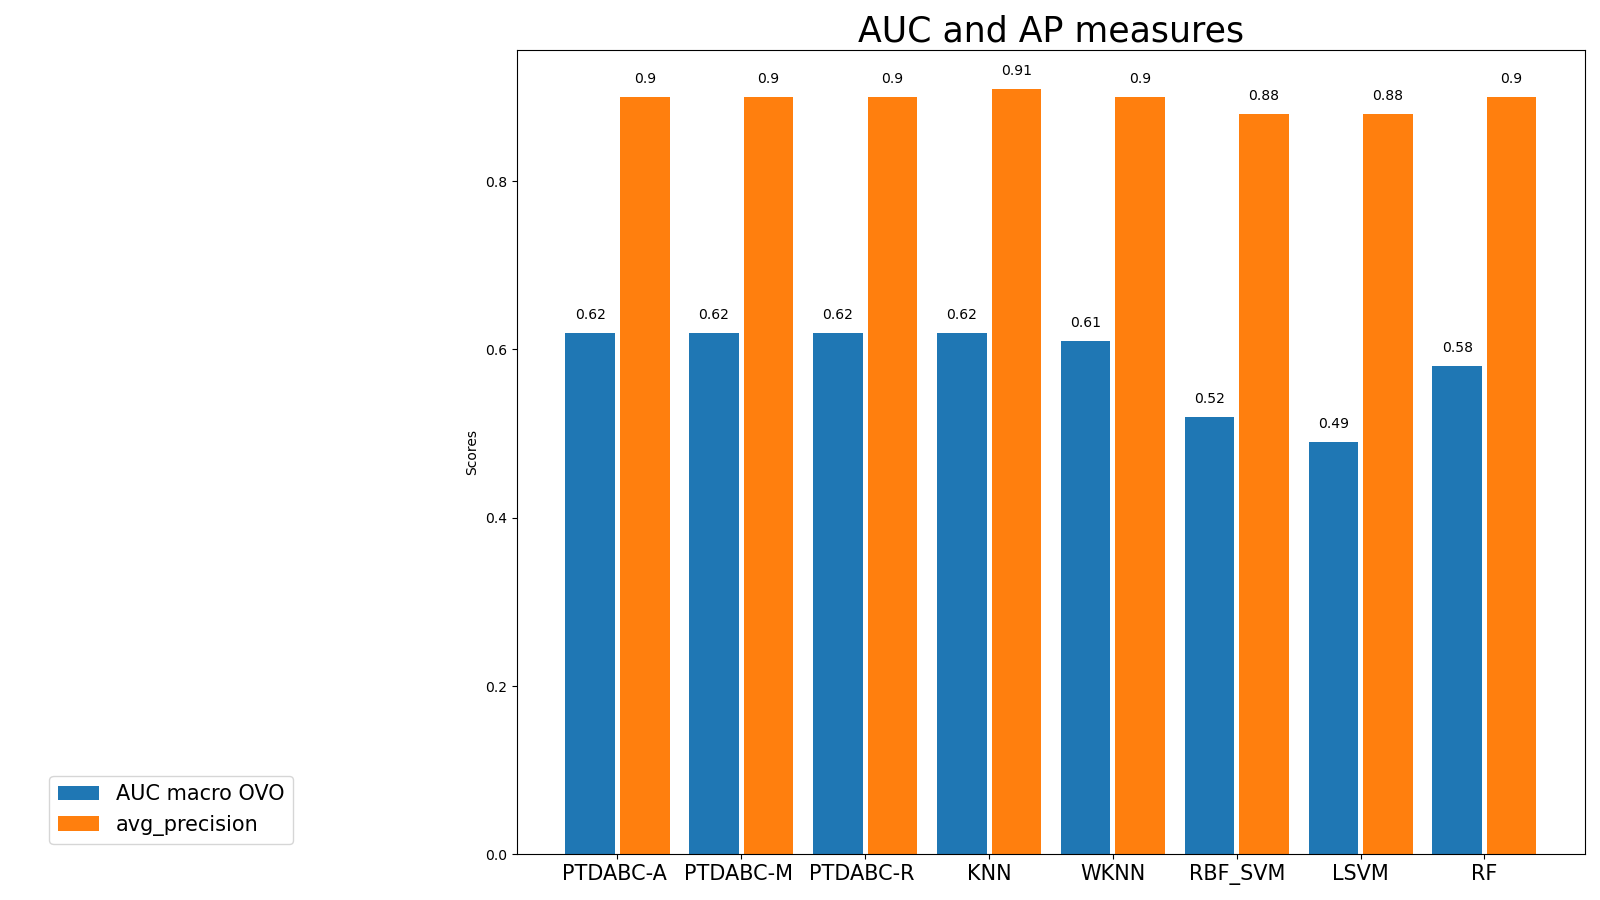 AUC and AP measures
0.9
0.9
0.9
0.91
0.9
0.88
0.88
0.9
0.8
0.62
0.62
0.62
0.62
0.61
0.52
0.49
0.58
0.6
Scores
0.4
0.2
0.0
PTDABC-A
PTDABC-M
PTDABC-R
KNN
WKNN
RBF_SVM
LSVM
RF
AUC macro OVO
avg_precision